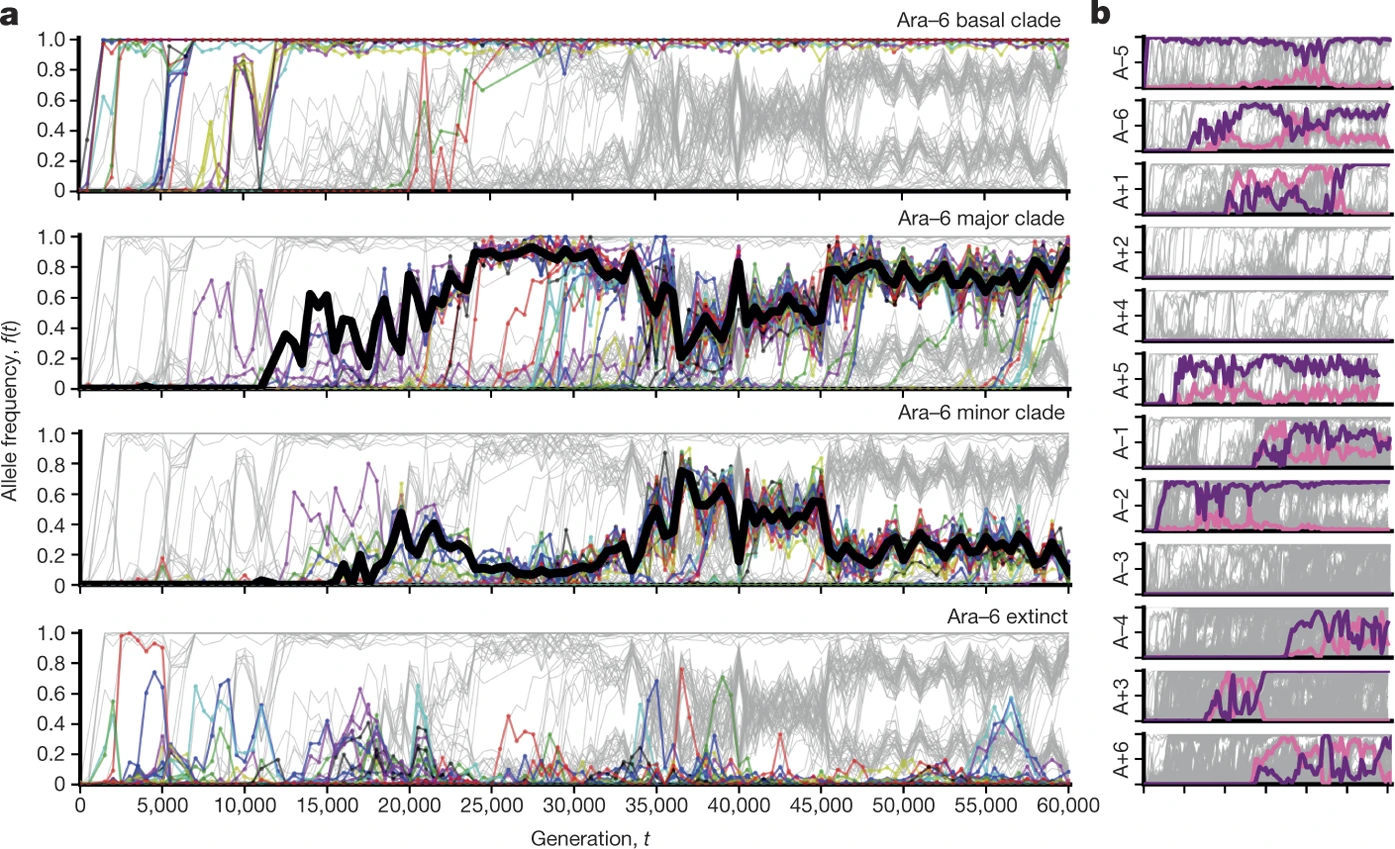 a
Ara–6 basal clade
1.0
0.8
0.6
0.4
0.2
0
Ara–6 major clade
1.0
0.8
0.6
0.4
0.2
0
Ara–6 minor clade
1.0
0.8
0.6
0.4
0.2
0
Ara–6 extinct
1.0
0.8
0.6
0.4
0.2
0
Allele frequency, f(t)
0 5,000 10,000 15,000 20,000 25,000 30,000 35,000 40,000 45,000 50,000 55,000 60,000
Generation, t
b
A–5
A–6
A+1
A+2
A+4
A+5
A–1
A–2
A–3
A–4
A+3
A+6